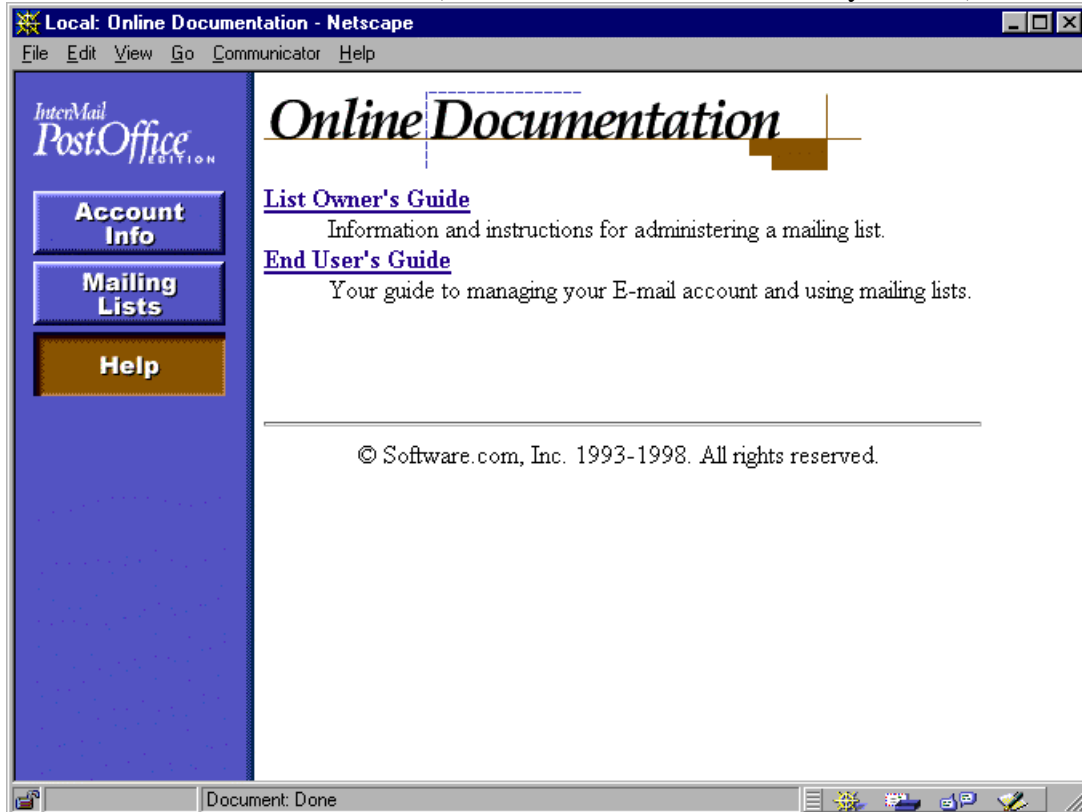 Local: Online Documentation - Netscape
File Edit View Go Communicator Help
InterMail
Post.Office
EDITION
Account
Info
Mailing
Lists
Help
Online Documentation
List Owner's Guide
Information and instructions for administering a mailing list.
End User's Guide
Your guide to managing your E-mail account and using mailing lists.
© Software.com, Inc. 1993-1998. All rights reserved.
Document: Done